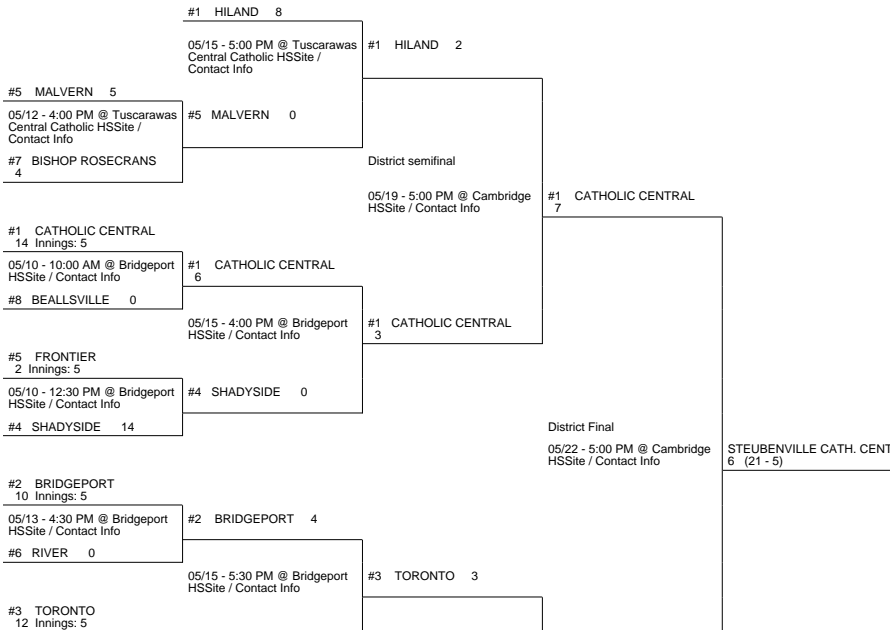 #1 HILAND 8
05/15 - 5:00 PM @ Tuscarawas
Central Catholic HSSite /
Contact Info
#1 HILAND 2
#5 MALVERN 5
05/12 - 4:00 PM @ Tuscarawas
Central Catholic HSSite /
Contact Info
#5 MALVERN 0
#7 BISHOP ROSECRANS
4
District semifinal
05/19 - 5:00 PM @ Cambridge
HSSite / Contact Info
#1 CATHOLIC CENTRAL
7
#1 CATHOLIC CENTRAL
14 Innings: 5
05/10 - 10:00 AM @ Bridgeport
HSSite / Contact Info
#1 CATHOLIC CENTRAL
6
#8 BEALLSVILLE 0
05/15 - 4:00 PM @ Bridgeport
HSSite / Contact Info
#1 CATHOLIC CENTRAL
3
#5 FRONTIER
2 Innings: 5
05/10 - 12:30 PM @ Bridgeport
HSSite / Contact Info
#4 SHADYSIDE 0
#4 SHADYSIDE 14
District Final
05/22 - 5:00 PM @ Cambridge
HSSite / Contact Info
STEUBENVILLE CATH. CENT
6 (21 - 5)
#2 BRIDGEPORT
10 Innings: 5
05/13 - 4:30 PM @ Bridgeport
HSSite / Contact Info
#2 BRIDGEPORT 4
#6 RIVER 0
05/15 - 5:30 PM @ Bridgeport
HSSite / Contact Info
#3 TORONTO 3
#3 TORONTO
12 Innings: 5